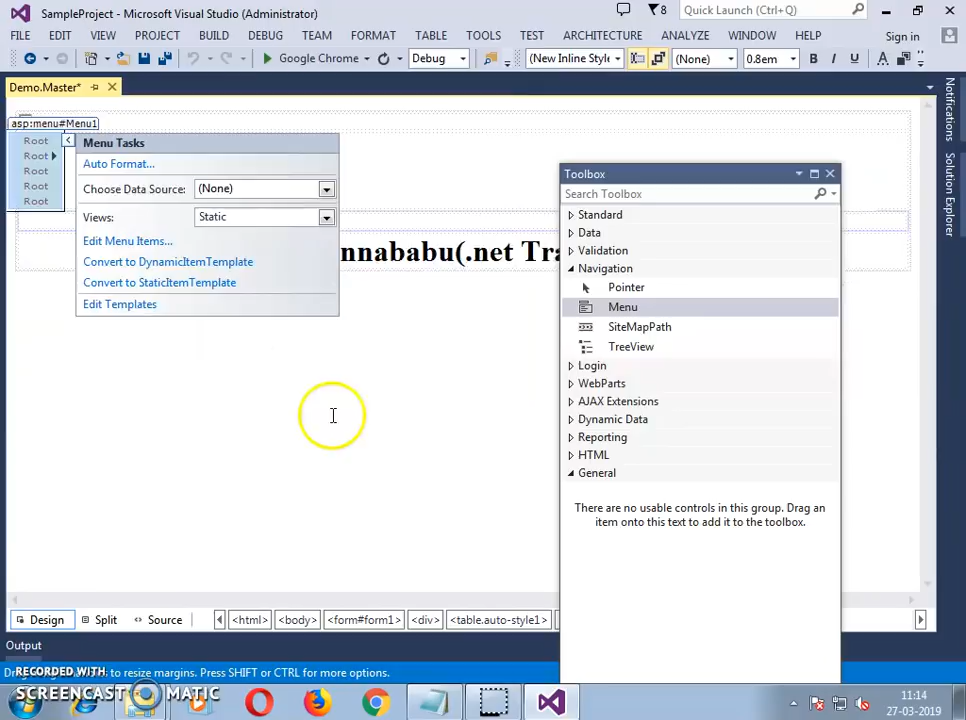 SampleProject - Microsoft Visual Studio (Administrator)
8
Quick Launch (Ctrl+Q)
FILE EDIT VIEW PROJECT BUILD DEBUG TEAM FORMAT TABLE TOOLS TEST ARCHITECTURE ANALYZE WINDOW HELP Sign in
Google Chrome Debug (New Inline Style (None) 0.8em B I U A
Demo.Master*
asp:menu#Menu1
Root
Root
Root
Root
Root
Menu Tasks
Auto Format...
Choose Data Source: (None)
Views: Static
Edit Menu Items...
Convert to DynamicItemTemplate
Convert to StaticItemTemplate
Edit Templates
nnababu(.net Tra
Toolbox
Search Toolbox
Standard
Data
Validation
Navigation
Pointer
Menu
SiteMapPath
TreeView
Login
WebParts
AJAX Extensions
Dynamic Data
Reporting
HTML
General
There are no usable controls in this group. Drag an
item onto this text to add it to the toolbox.
Notifications
Solution Explorer
Design Split Source <html> <body> <form#form1> <div> <table.auto-style1>
Output
to resize margins. Press SHIFT or CTRL for more options.
RECORDED WITH
SCREENCAST MATIC
11:14
27-03-2019